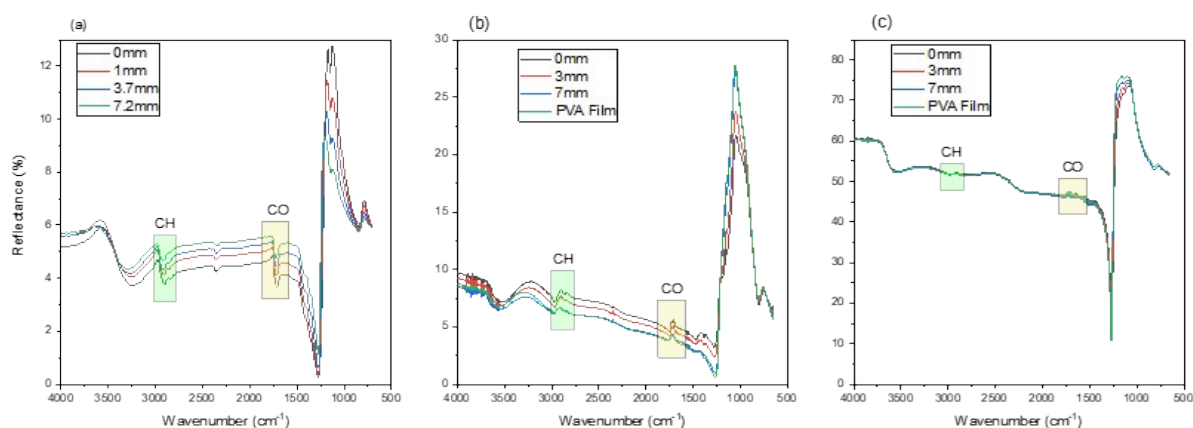 (a)
0mm
1mm
3.7mm
7.2mm
CH
CO
12
10
8
6
4
2
0
4000 3500 3000 2500 2000 1500 1000 500
Reflectance (%)
Wavenumber (cm⁻¹)
(b)
0mm
3mm
7mm
PVA Film
CH
CO
30
25
20
15
10
5
0
4000 3500 3000 2500 2000 1500 1000 500
Wavenumber (cm⁻¹)
(c)
0mm
3mm
7mm
PVA Film
CH
CO
80
70
60
50
40
30
20
10
0
4000 3500 3000 2500 2000 1500 1000 500
Wavenumber (cm⁻¹)